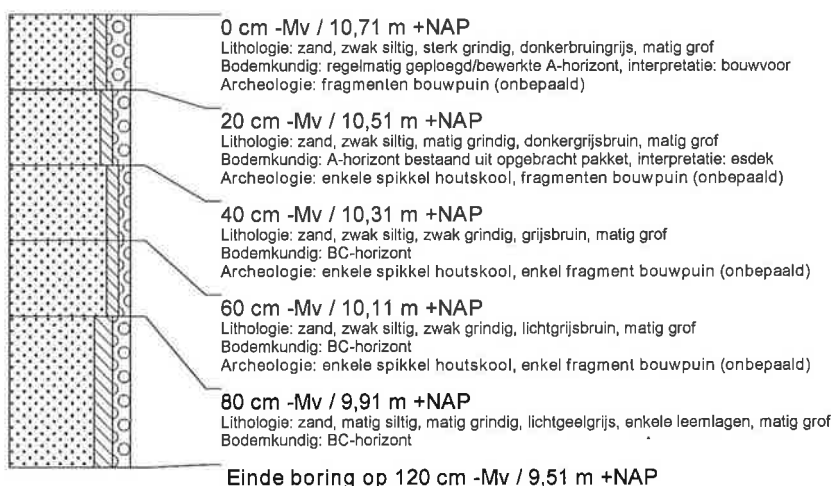 0 cm -Mv / 10,71 m +NAP
Lithologie: zand, zwak siltig, sterk grindig, donkerbruingrijs, matig grof
Bodemkundig: regelmatig geploegd/bewerkte A-horizont, interpretatie: bouwvoor
Archeologie: fragmenten bouwpuin (onbepaald)
20 cm -Mv / 10,51 m +NAP
Lithologie: zand, zwak siltig, matig grindig, donkergrijsbruin, matig grof
Bodemkundig: A-horizont bestaand uit opgebracht pakket, interpretatie: esdek
Archeologie: enkele spikkel houtskool, fragmenten bouwpuin (onbepaald)
40 cm -Mv / 10,31 m +NAP
Lithologie: zand, zwak siltig, zwak grindig, grijsbruin, matig grof
Bodemkundig: BC-horizont
Archeologie: enkele spikkel houtskool, enkel fragment bouwpuin (onbepaald)
60 cm -Mv / 10,11 m +NAP
Lithologie: zand, zwak siltig, zwak grindig, lichtgrijsbruin, matig grof
Bodemkundig: BC-horizont
Archeologie: enkele spikkel houtskool, enkel fragment bouwpuin (onbepaald)
80 cm -Mv / 9,91 m +NAP
Lithologie: zand, matig siltig, matig grindig, lichtgeelgrijs, enkele leemlagen, matig grof
Bodemkundig: BC-horizont
Einde boring op 120 cm -Mv / 9,51 m +NAP